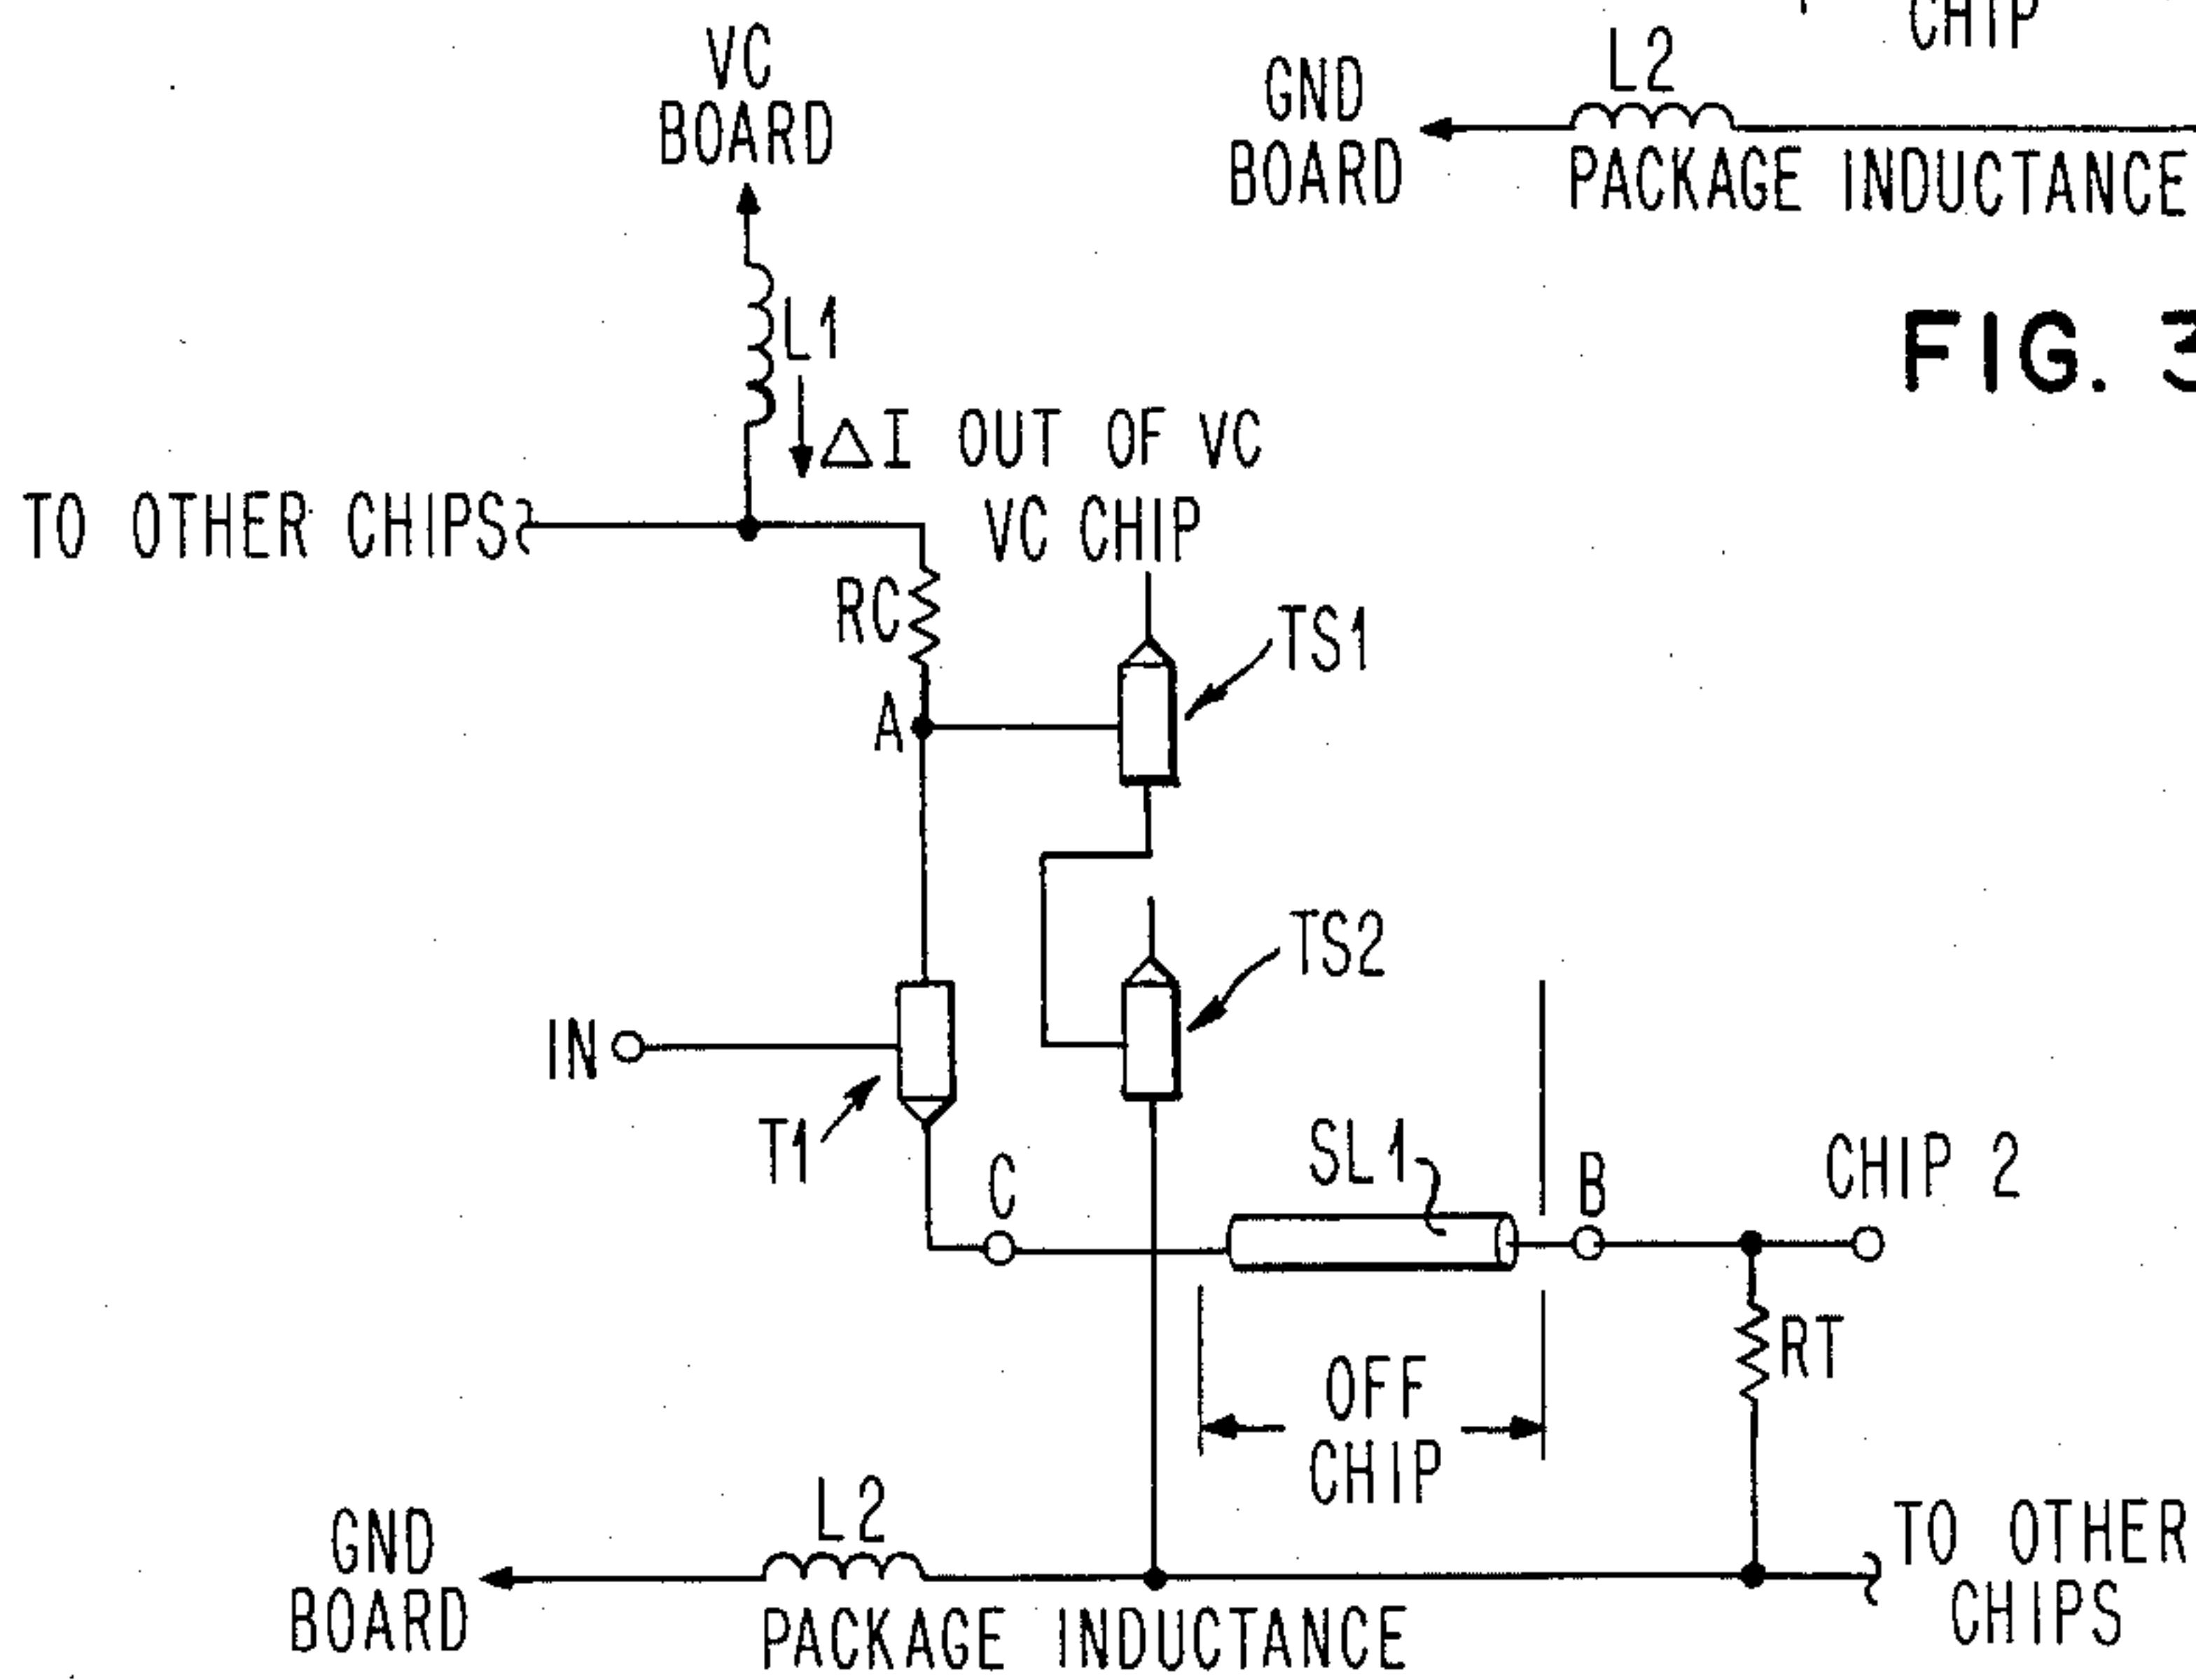 CHIP
VC
BOARD
GND
BOARD
L2
PACKAGE INDUCTANCE
L1
FIG. 3
ΔI OUT OF VC
TO OTHER CHIPS
VC CHIP
RC
TS1
A
TS2
IN
T1
C
SL1
B
CHIP 2
RT
OFF
CHIP
L2
GND
BOARD
PACKAGE INDUCTANCE
TO OTHER
CHIPS